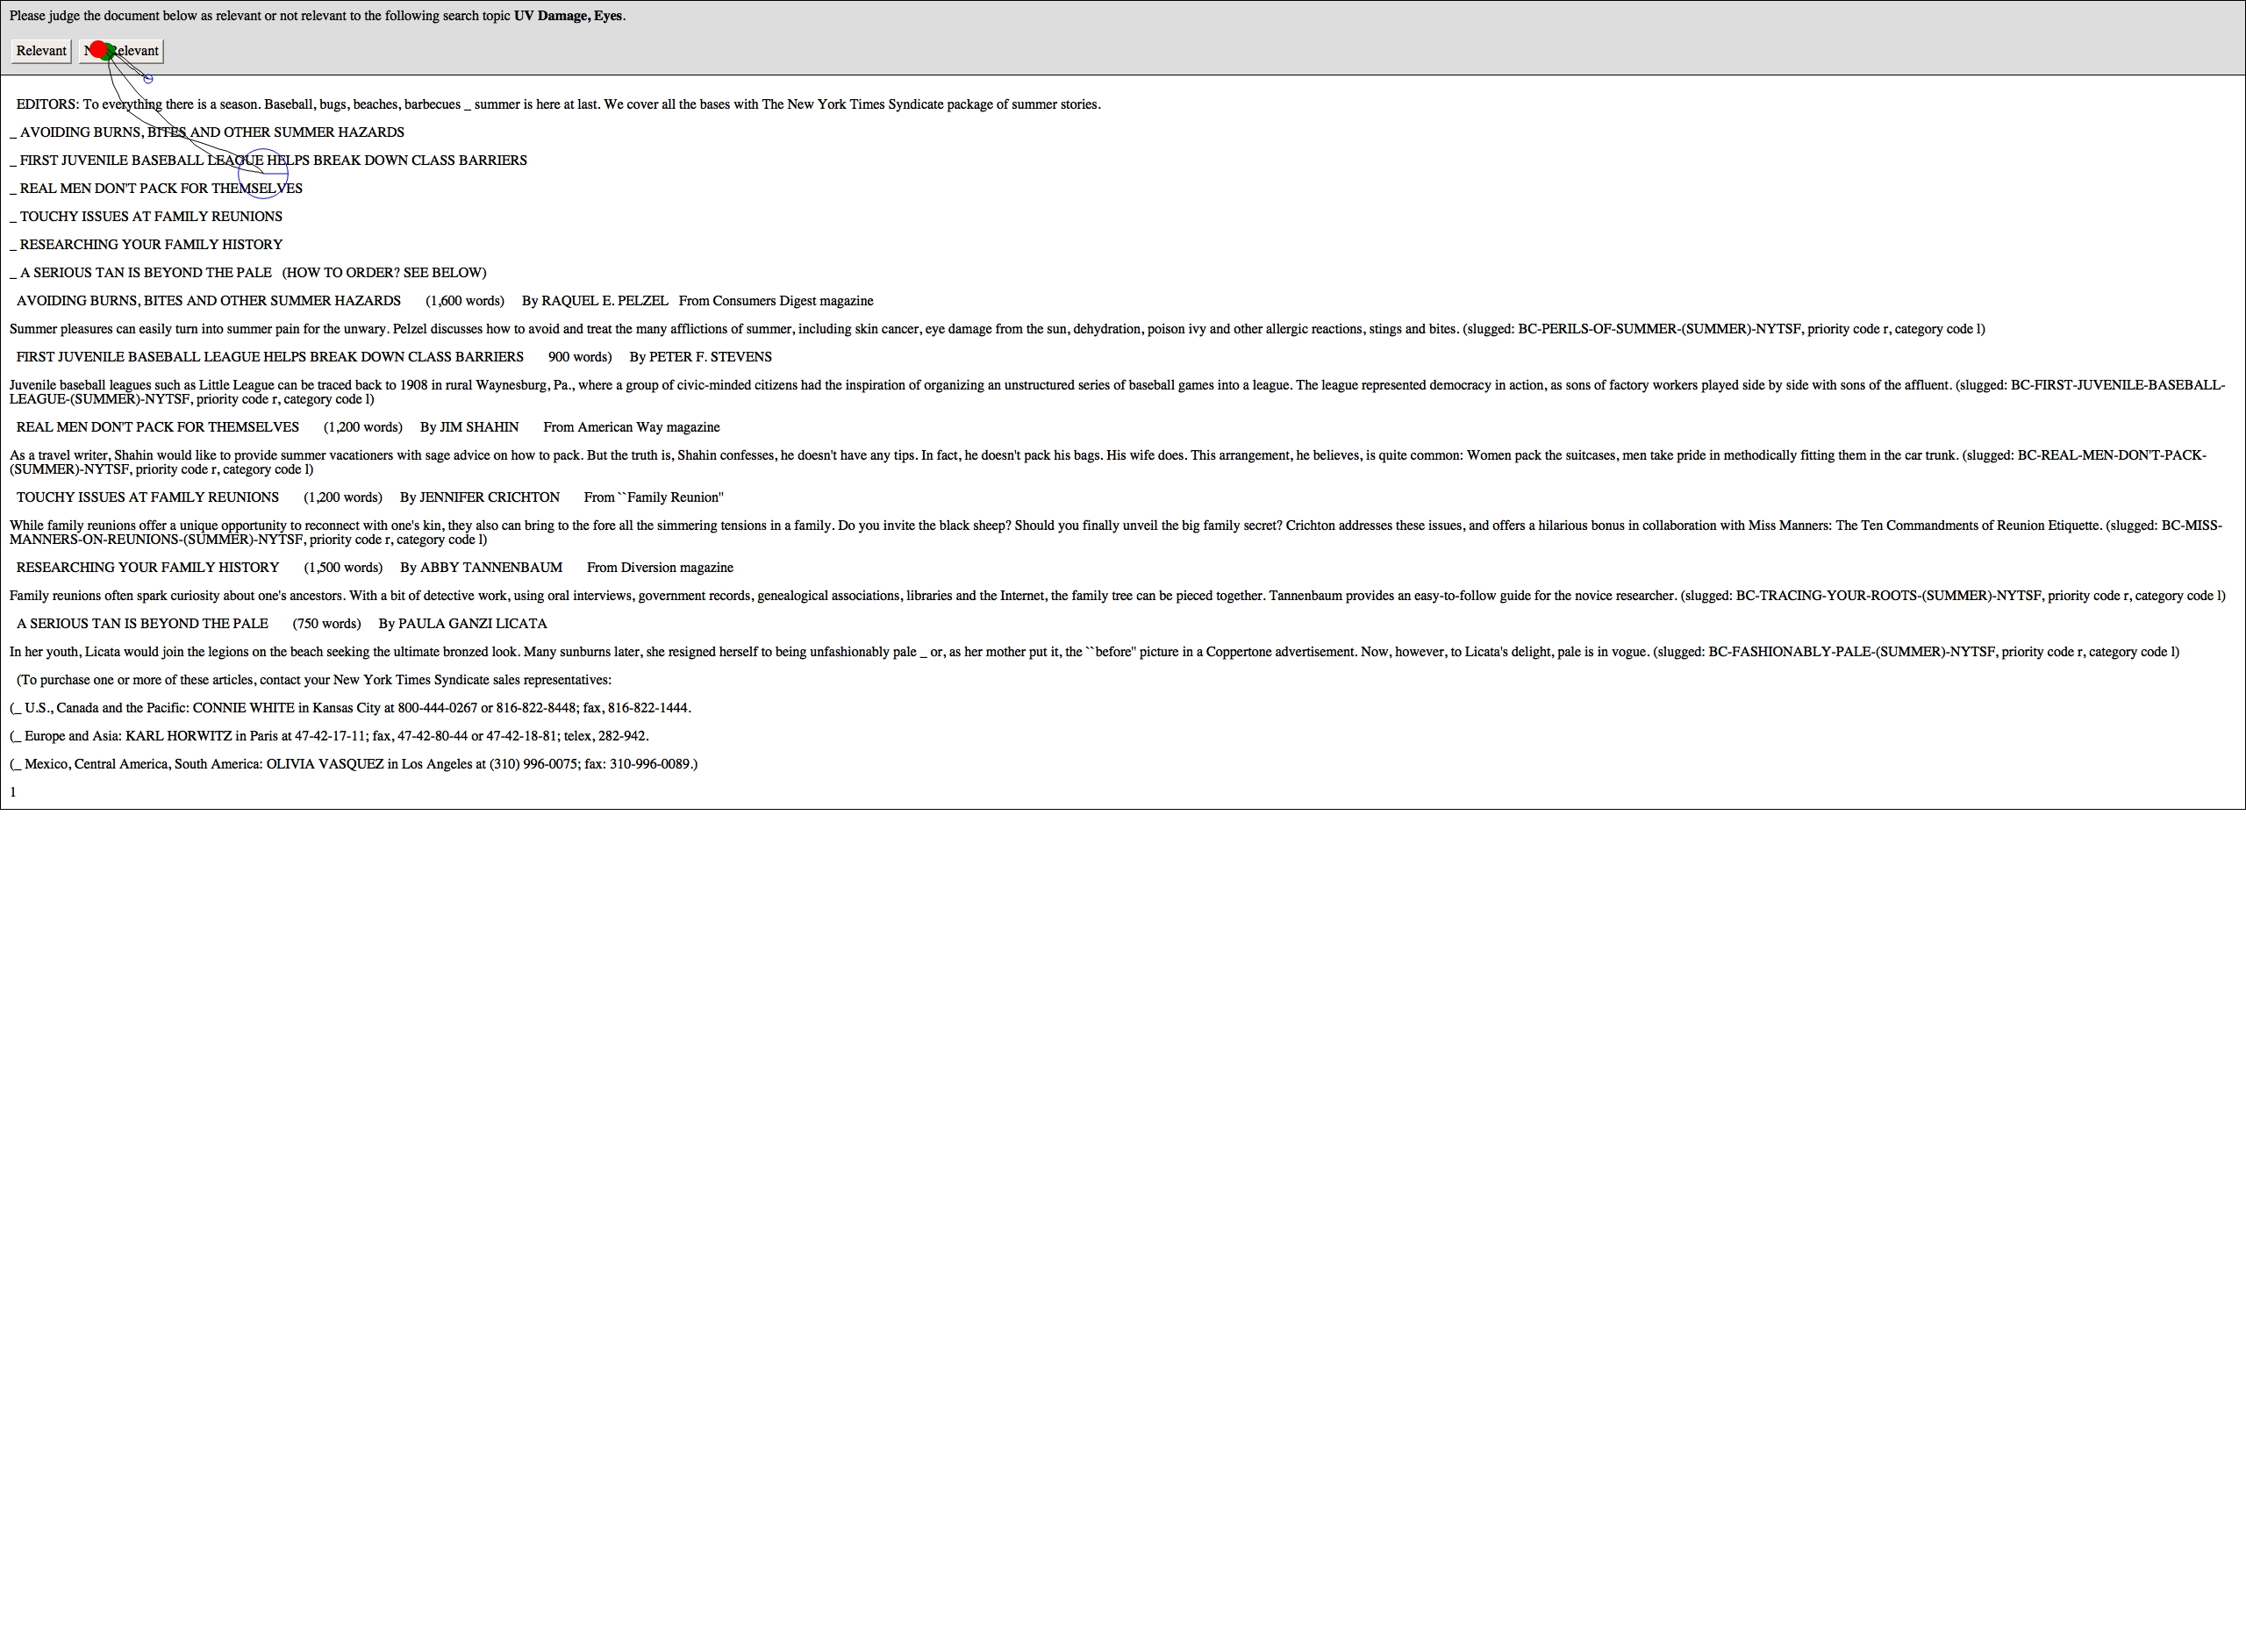 Please judge the document below as relevant or not relevant to the following search topic UV Damage, Eyes.
Relevant Relevant
EDITORS: To everything there is a season. Baseball, bugs, beaches, barbecues _ summer is here at last. We cover all the bases with The New York Times Syndicate package of summer stories.
_ AVOIDING BURNS, BITES AND OTHER SUMMER HAZARDS
_ FIRST JUVENILE BASEBALL LEAGUE HELPS BREAK DOWN CLASS BARRIERS
_ REAL MEN DON'T PACK FOR THEMSELVES
_ TOUCHY ISSUES AT FAMILY REUNIONS
_ RESEARCHING YOUR FAMILY HISTORY
_ A SERIOUS TAN IS BEYOND THE PALE (HOW TO ORDER? SEE BELOW)
AVOIDING BURNS, BITES AND OTHER SUMMER HAZARDS (1,600 words) By RAQUEL E. PELZEL From Consumers Digest magazine
Summer pleasures can easily turn into summer pain for the unwary. Pelzel discusses how to avoid and treat the many afflictions of summer, including skin cancer, eye damage from the sun, dehydration, poison ivy and other allergic reactions, stings and bites. (slugged: BC-PERILS-OF-SUMMER-(SUMMER)-NYTSF, priority code r, category code l)
FIRST JUVENILE BASEBALL LEAGUE HELPS BREAK DOWN CLASS BARRIERS 900 words) By PETER F. STEVENS
Juvenile baseball leagues such as Little League can be traced back to 1908 in rural Waynesburg, Pa., where a group of civic-minded citizens had the inspiration of organizing an unstructured series of baseball games into a league. The league represented democracy in action, as sons of factory workers played side by side with sons of the affluent. (slugged: BC-FIRST-JUVENILE-BASEBALL-
LEAGUE-(SUMMER)-NYTSF, priority code r, category code l)
REAL MEN DON'T PACK FOR THEMSELVES (1,200 words) By JIM SHAHIN From American Way magazine
As a travel writer, Shahin would like to provide summer vacationers with sage advice on how to pack. But the truth is, Shahin confesses, he doesn't have any tips. In fact, he doesn't pack his bags. His wife does. This arrangement, he believes, is quite common: Women pack the suitcases, men take pride in methodically fitting them in the car trunk. (slugged: BC-REAL-MEN-DON'T-PACK-
(SUMMER)-NYTSF, priority code r, category code l)
TOUCHY ISSUES AT FAMILY REUNIONS (1,200 words) By JENNIFER CRICHTON From ``Family Reunion''
While family reunions offer a unique opportunity to reconnect with one's kin, they also can bring to the fore all the simmering tensions in a family. Do you invite the black sheep? Should you finally unveil the big family secret? Crichton addresses these issues, and offers a hilarious bonus in collaboration with Miss Manners: The Ten Commandments of Reunion Etiquette. (slugged: BC-MISS-
MANNERS-ON-REUNIONS-(SUMMER)-NYTSF, priority code r, category code l)
RESEARCHING YOUR FAMILY HISTORY (1,500 words) By ABBY TANNENBAUM From Diversion magazine
Family reunions often spark curiosity about one's ancestors. With a bit of detective work, using oral interviews, government records, genealogical associations, libraries and the Internet, the family tree can be pieced together. Tannenbaum provides an easy-to-follow guide for the novice researcher. (slugged: BC-TRACING-YOUR-ROOTS-(SUMMER)-NYTSF, priority code r, category code l)
A SERIOUS TAN IS BEYOND THE PALE (750 words) By PAULA GANZI LICATA
In her youth, Licata would join the legions on the beach seeking the ultimate bronzed look. Many sunburns later, she resigned herself to being unfashionably pale _ or, as her mother put it, the ``before'' picture in a Coppertone advertisement. Now, however, to Licata's delight, pale is in vogue. (slugged: BC-FASHIONABLY-PALE-(SUMMER)-NYTSF, priority code r, category code l)
(To purchase one or more of these articles, contact your New York Times Syndicate sales representatives:
(_ U.S., Canada and the Pacific: CONNIE WHITE in Kansas City at 800-444-0267 or 816-822-8448; fax, 816-822-1444.
(_ Europe and Asia: KARL HORWITZ in Paris at 47-42-17-11; fax, 47-42-80-44 or 47-42-18-81; telex, 282-942.
(_ Mexico, Central America, South America: OLIVIA VASQUEZ in Los Angeles at (310) 996-0075; fax: 310-996-0089.)
1